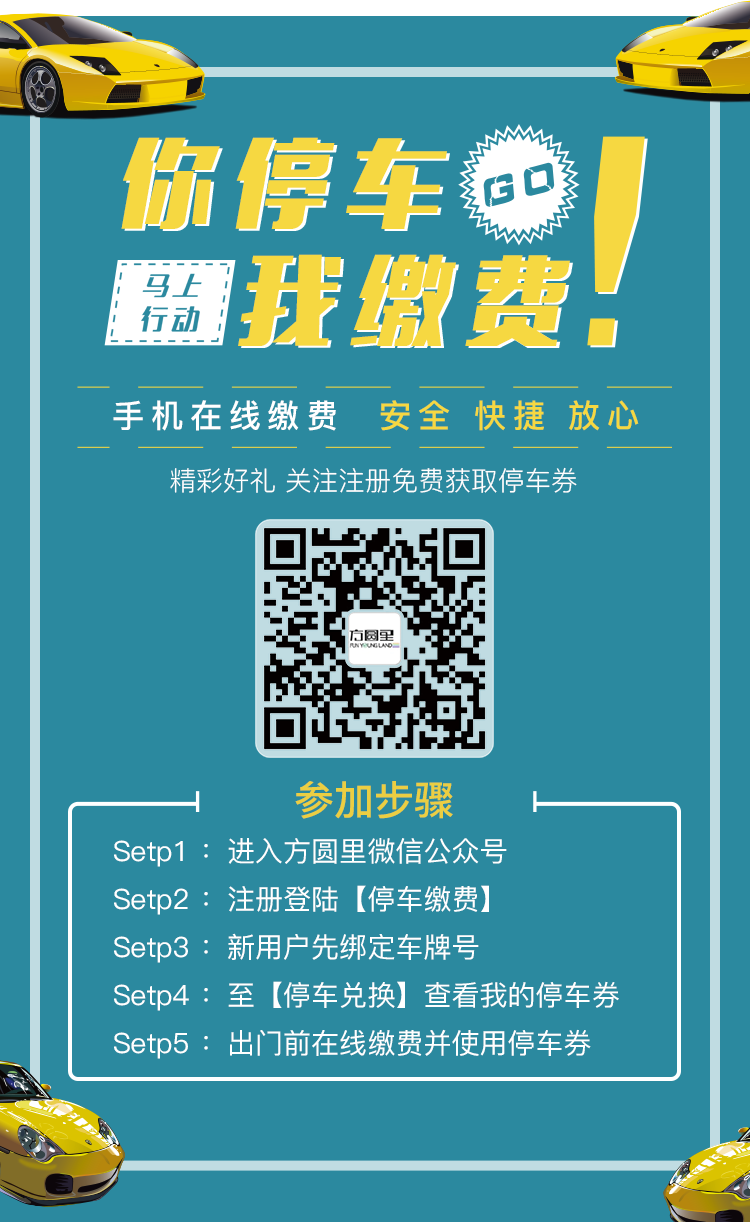 你停车
GO
马上
行动
我缴费！
手机在线缴费 安全 快捷 放心
精彩好礼 关注注册免费获取停车券
方圆里
FUN YOUNG LAND
参加步骤
Setp1 ：进入方圆里微信公众号
Setp2 ：注册登陆【停车缴费】
Setp3 ：新用户先绑定车牌号
Setp4 ：至【停车兑换】查看我的停车券
Setp5 ：出门前在线缴费并使用停车券